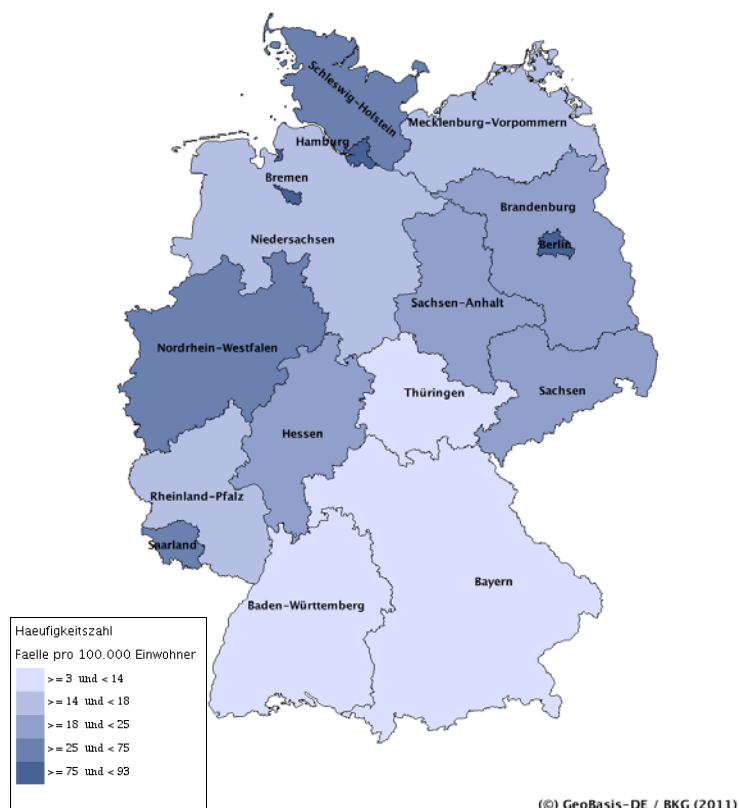 Schleswig-Holstein
Mecklenburg-Vorpommern
Hamburg
Bremen
Brandenburg
Niedersachsen
Berlin
Sachsen-Anhalt
Nordrhein-Westfalen
Thüringen
Sachsen
Hessen
Rheinland-Pfalz
Saarland
Bayern
Baden-Württemberg
Haeufigkeitszahl
Faelle pro 100.000 Einwohner
>= 3 und < 14
>= 14 und < 18
>= 18 und < 25
>= 25 und < 75
>= 75 und < 93
(©) GeoBasis-DE / BKG (2011)